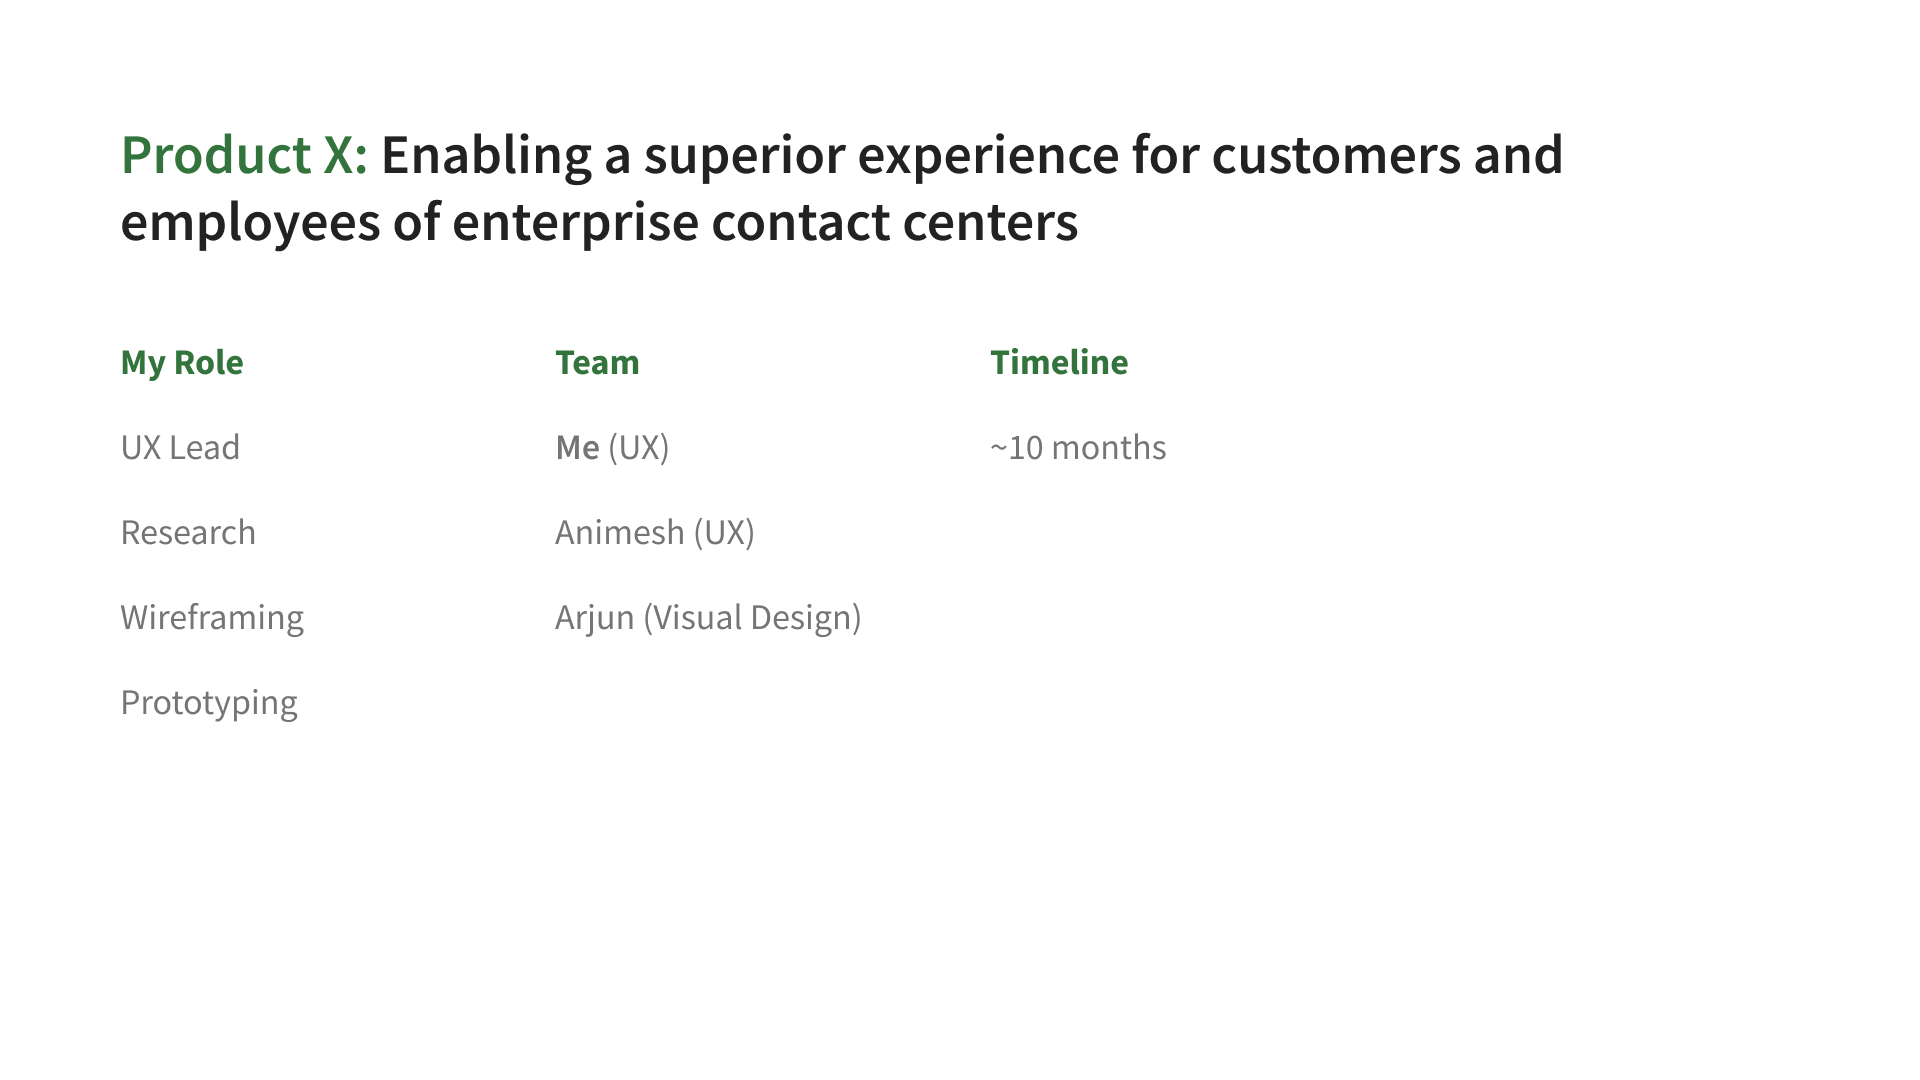 Product X: Enabling a superior experience for customers and
employees of enterprise contact centers
My Role
UX Lead
Research
Wireframing
Prototyping
Team
Me (UX)
Animesh (UX)
Arjun (Visual Design)
Timeline
~10 months